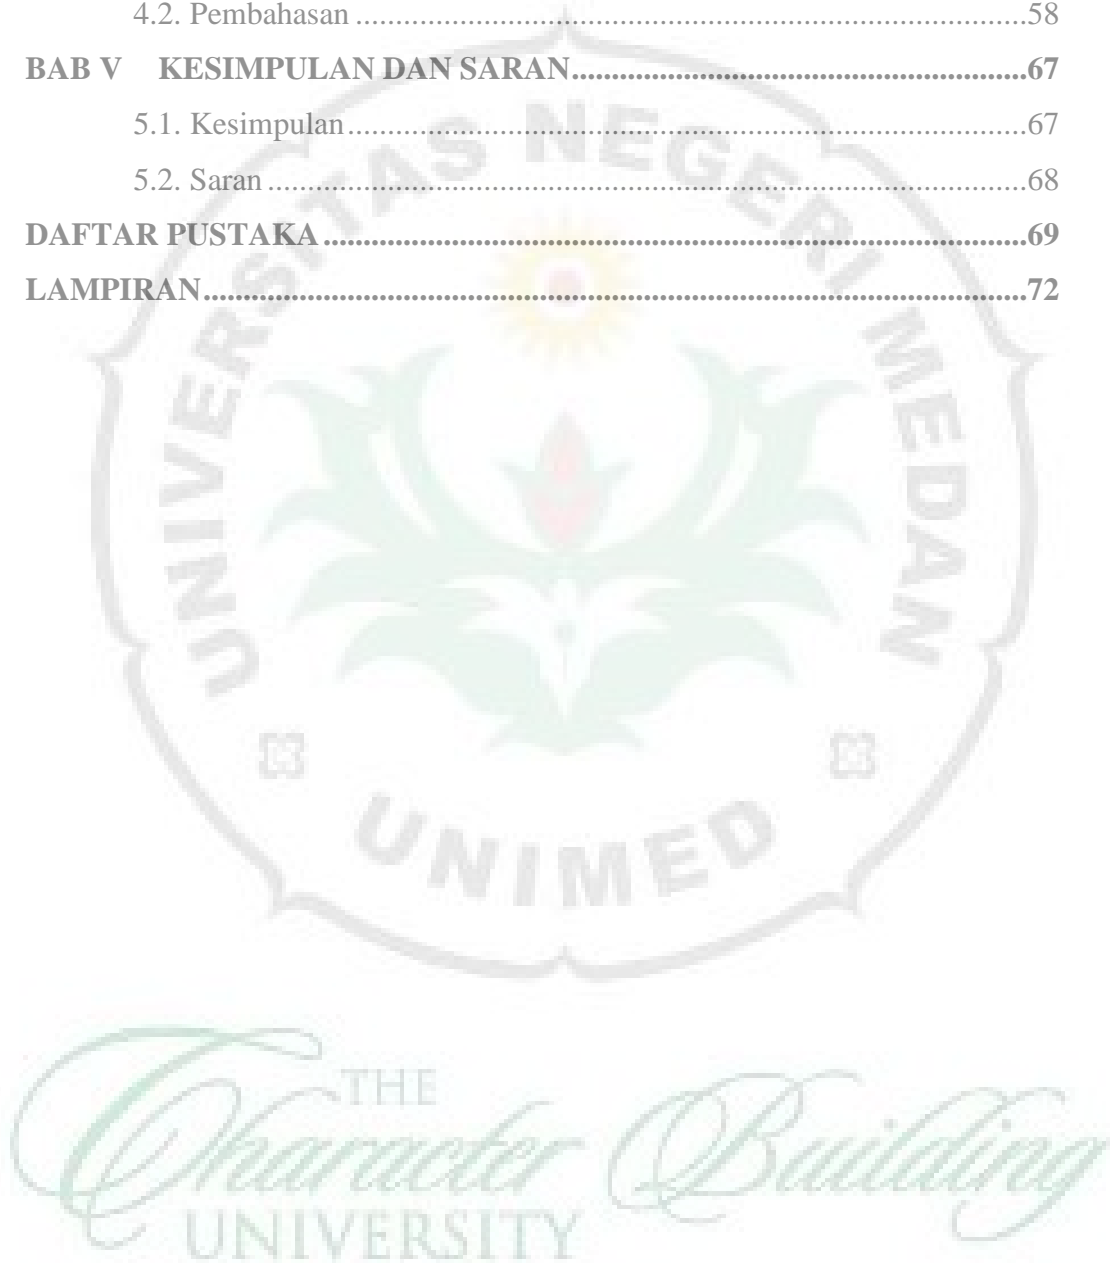 4.2. Pembahasan ..................................................................................... 58
BAB V KESIMPULAN DAN SARAN......................................................... 67
5.1. Kesimpulan...................................................................................... 67
5.2. Saran ................................................................................................ 68
DAFTAR PUSTAKA ......................................................................................... 69
LAMPIRAN........................................................................................................ 72
UNIVERSITAS NEGERI MEDAN
UNIMED
THE
Character Building
UNIVERSITY